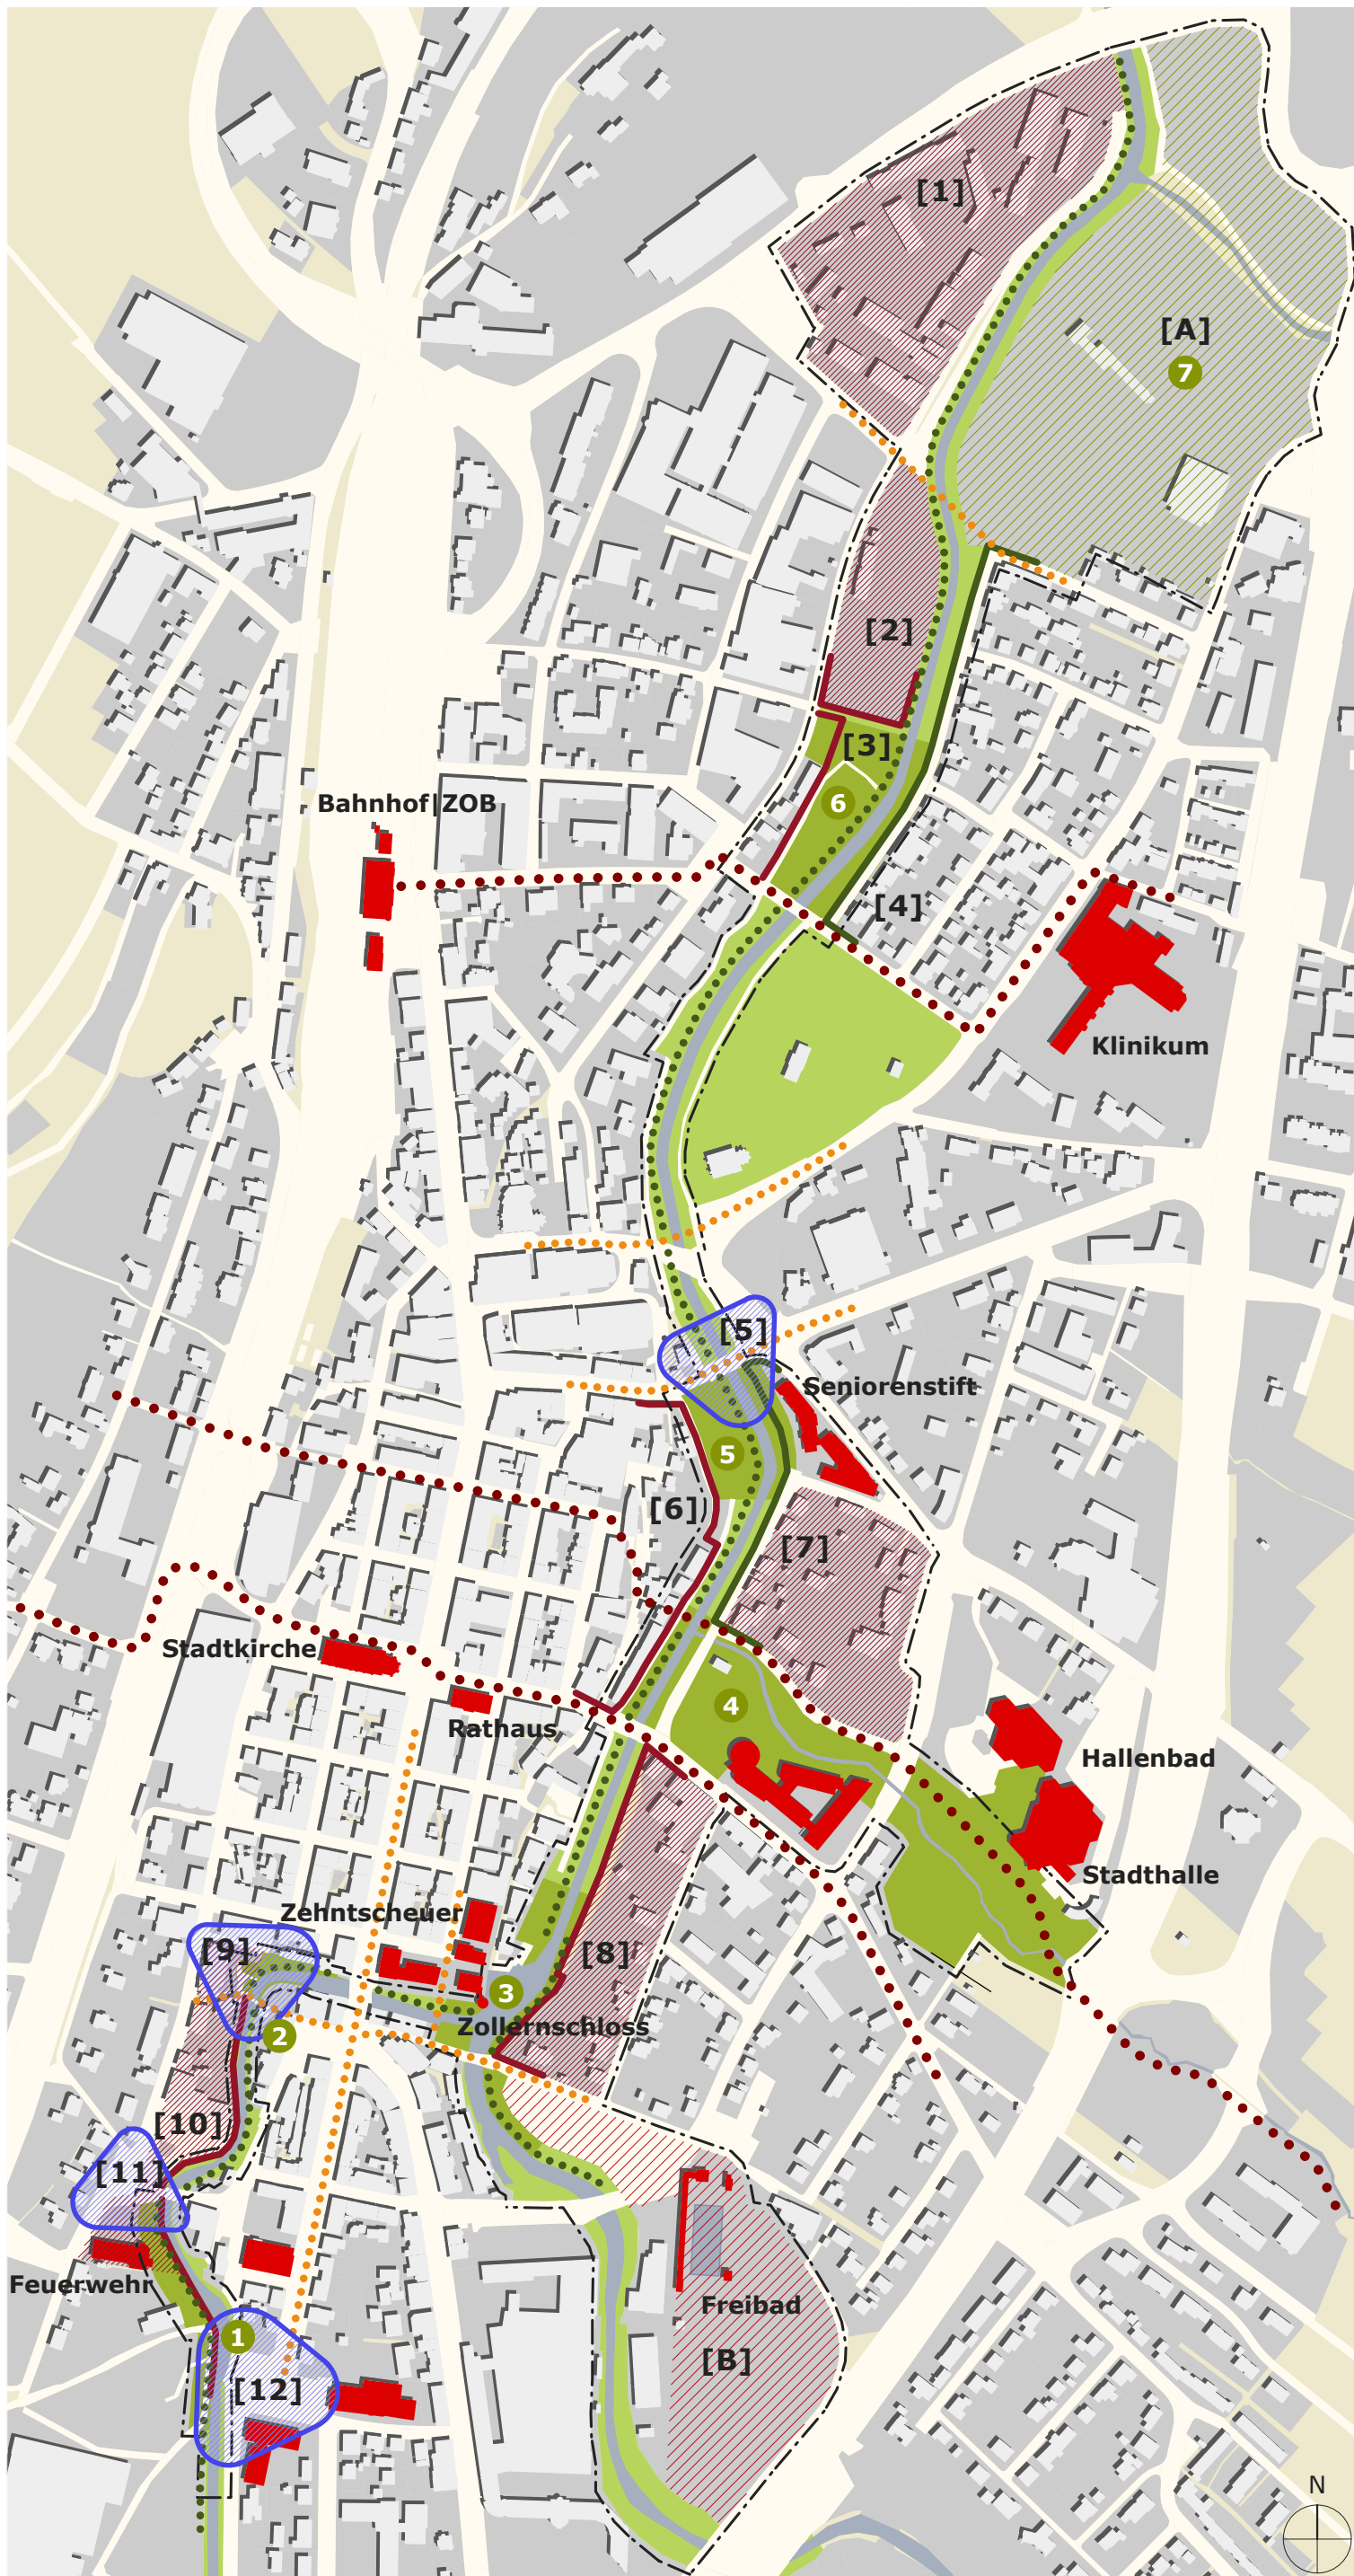 [1]
[A]
7
[2]
[3]
6
Bahnhof|ZOB
[4]
Klinikum
[5]
Seniorenstift
5
[6]
[7]
Stadtkirche
4
Rathaus
Hallenbad
Stadthalle
Zehntscheuer
[9]
[8]
3
Zollernschloss
2
[10]
[11]
Feuerwehr
Freibad
1
[B]
[12]
N